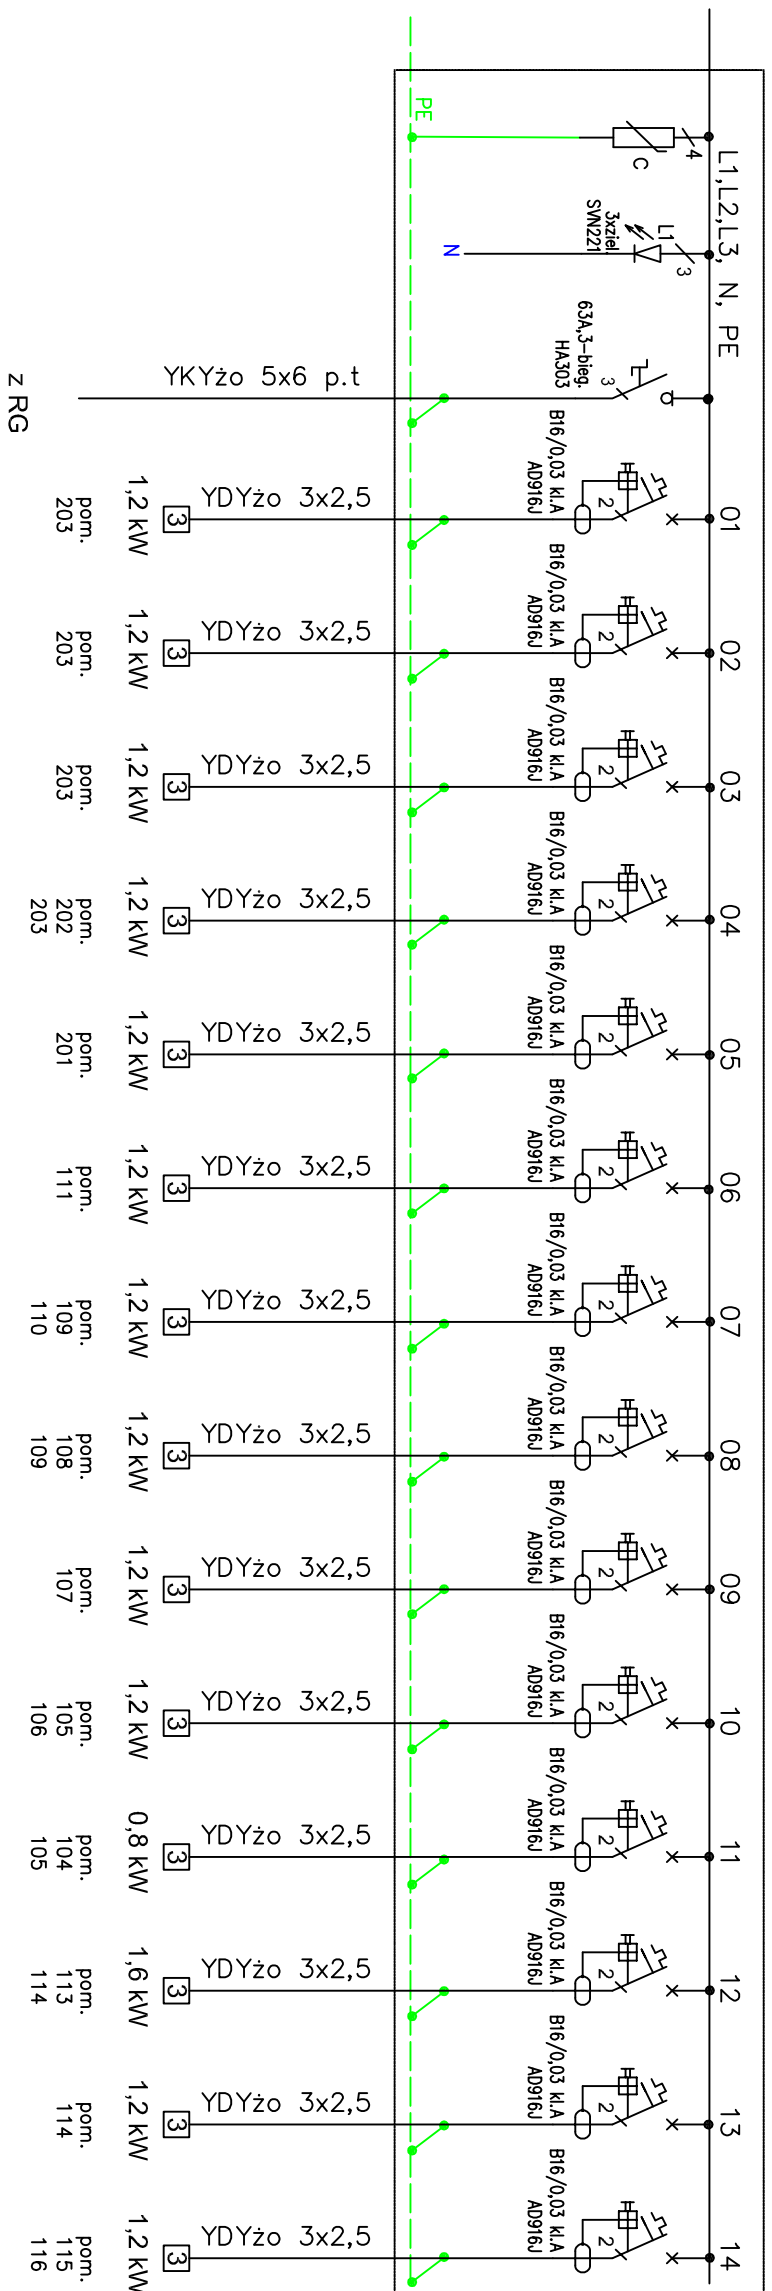 L1,L2,L3, N, PE
4
C
PE
L1
3
3xziel.
SVN221
N
3
63A,3-bieg.
HA303
YKYżo 5x6 p.t
z RG
01
2
B16/0,03 kl.A
AD916J
YDYżo 3x2,5
3
1,2 kW
pom.
203
02
2
B16/0,03 kl.A
AD916J
YDYżo 3x2,5
3
1,2 kW
pom.
203
03
2
B16/0,03 kl.A
AD916J
YDYżo 3x2,5
3
1,2 kW
pom.
203
04
2
B16/0,03 kl.A
AD916J
YDYżo 3x2,5
3
1,2 kW
pom.
202
203
05
2
B16/0,03 kl.A
AD916J
YDYżo 3x2,5
3
1,2 kW
pom.
201
06
2
B16/0,03 kl.A
AD916J
YDYżo 3x2,5
3
1,2 kW
pom.
111
07
2
B16/0,03 kl.A
AD916J
YDYżo 3x2,5
3
1,2 kW
pom.
109
110
08
2
B16/0,03 kl.A
AD916J
YDYżo 3x2,5
3
1,2 kW
pom.
108
109
09
2
B16/0,03 kl.A
AD916J
YDYżo 3x2,5
3
1,2 kW
pom.
107
10
2
B16/0,03 kl.A
AD916J
YDYżo 3x2,5
3
1,2 kW
pom.
105
106
11
2
B16/0,03 kl.A
AD916J
YDYżo 3x2,5
3
0,8 kW
pom.
104
105
12
2
B16/0,03 kl.A
AD916J
YDYżo 3x2,5
3
1,6 kW
pom.
113
114
13
2
B16/0,03 kl.A
AD916J
YDYżo 3x2,5
3
1,2 kW
pom.
114
14
2
B16/0,03 kl.A
AD916J
YDYżo 3x2,5
3
1,2 kW
pom.
115
116